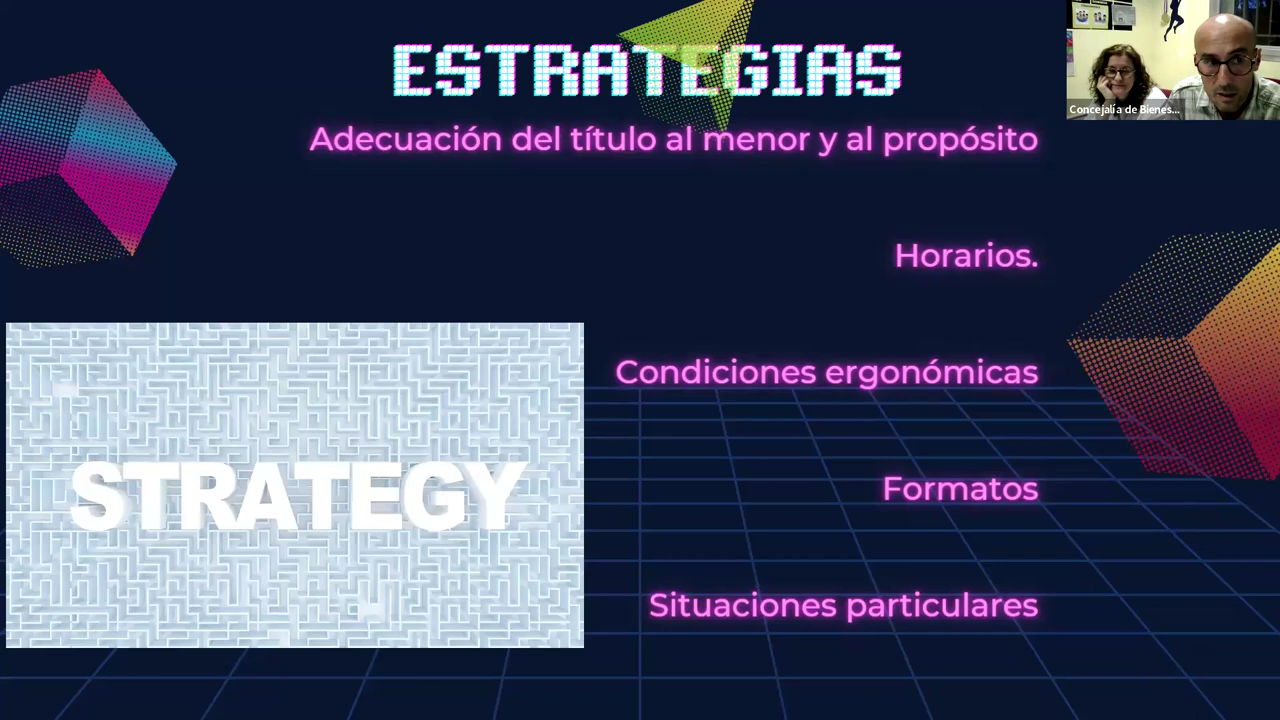 ESTRATEGIAS
Adecuación del título al menor y al propósito
Horarios.
Condiciones ergonómicas
Formatos
Situaciones particulares
STRATEGY
Concejalía de Bienes...